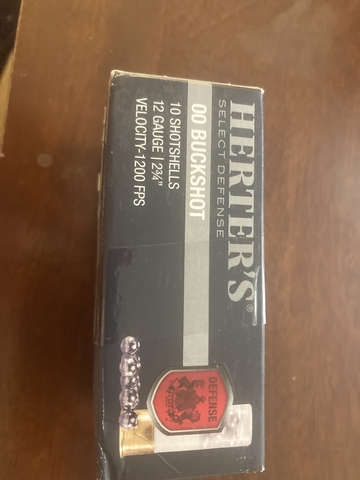 HERTER'S®
SELECT DEFENSE
00 BUCKSHOT
10 SHOTSHELLS
12 GAUGE | 2¾"
VELOCITY-1200 FPS
DEFENSE